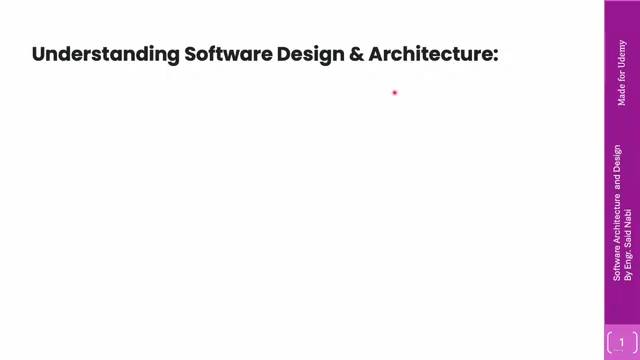 Understanding Software Design & Architecture:
Made for Udemy
Software Architecture and Design
By Engr. Said Nabi
1